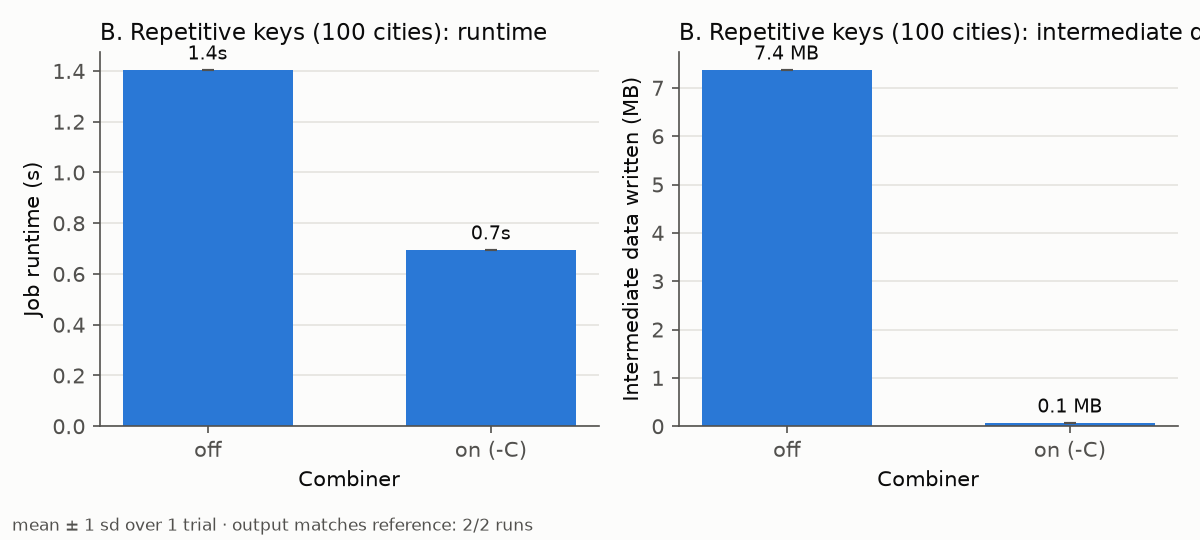 B. Repetitive keys (100 cities): runtime
1.4s
0.7s
Job runtime (s)
1.4
1.2
1.0
0.8
0.6
0.4
0.2
0.0
off
on (-C)
Combiner
B. Repetitive keys (100 cities): intermediate d
7.4 MB
0.1 MB
Intermediate data written (MB)
7
6
5
4
3
2
1
0
off
on (-C)
Combiner
mean ± 1 sd over 1 trial · output matches reference: 2/2 runs